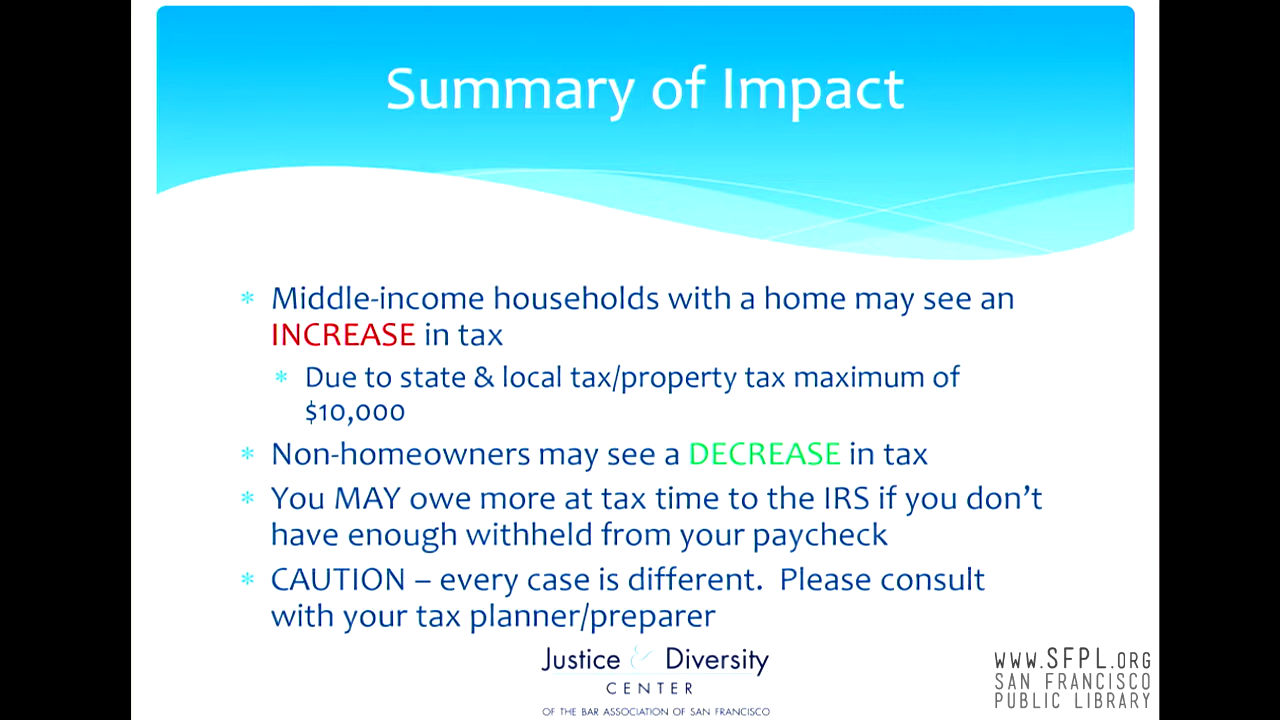 Summary of Impact
* Middle-income households with a home may see an
INCREASE in tax
* Due to state & local tax/property tax maximum of
$10,000
* Non-homeowners may see a DECREASE in tax
* You MAY owe more at tax time to the IRS if you don’t
have enough withheld from your paycheck
* CAUTION – every case is different.  Please consult
with your tax planner/preparer
Justice & Diversity
CENTER
OF THE BAR ASSOCIATION OF SAN FRANCISCO
WWW.SFPL.ORG
SAN FRANCISCO
PUBLIC LIBRARY